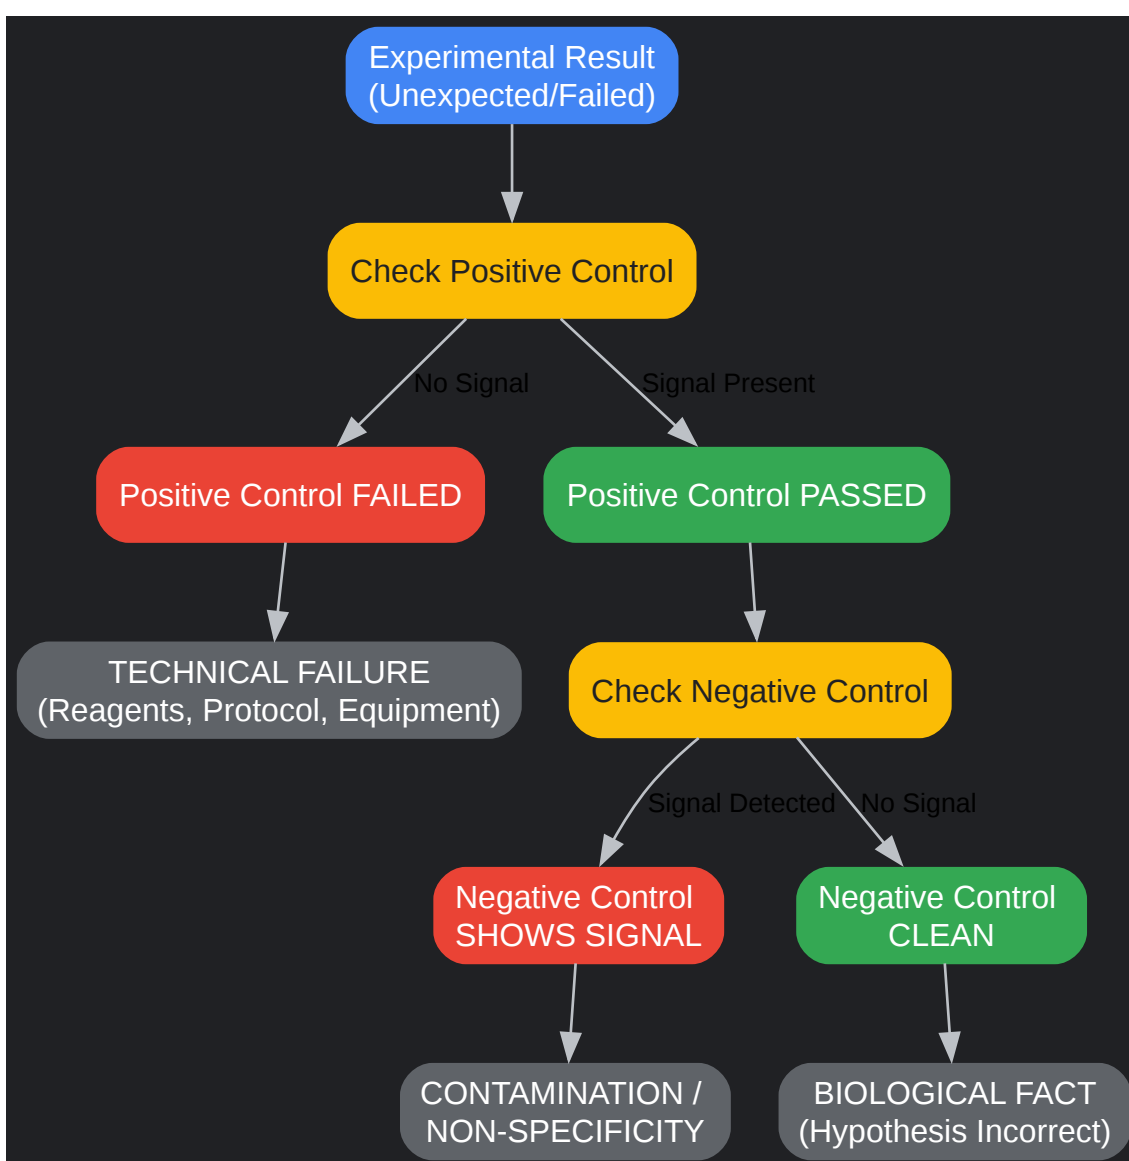 Experimental Result
(Unexpected/Failed)
Check Positive Control
No Signal
Signal Present
Positive Control FAILED
Positive Control PASSED
TECHNICAL FAILURE
(Reagents, Protocol, Equipment)
Check Negative Control
Signal Detected
No Signal
Negative Control
SHOWS SIGNAL
Negative Control
CLEAN
CONTAMINATION /
NON-SPECIFICITY
BIOLOGICAL FACT
(Hypothesis Incorrect)